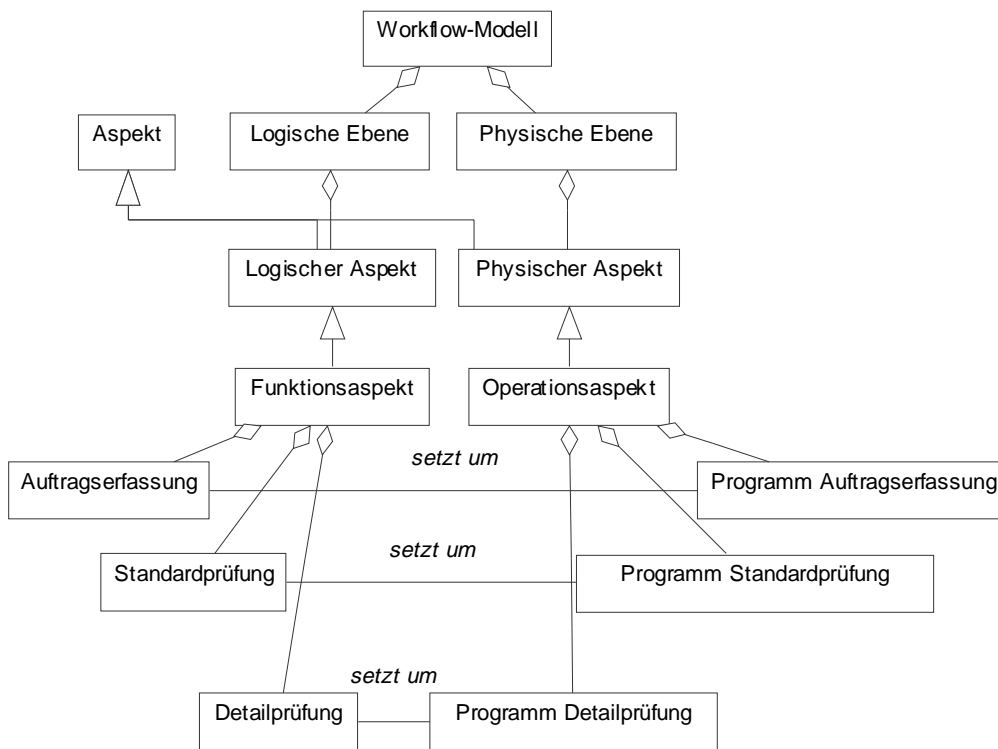 Workflow-Modell
Aspekt
Logische Ebene
Physische Ebene
Logischer Aspekt
Physischer Aspekt
Funktionsaspekt
Operationsaspekt
setzt um
Auftragserfassung
Programm Auftragserfassung
setzt um
Standardprüfung
Programm Standardprüfung
setzt um
Detailprüfung
Programm Detailprüfung